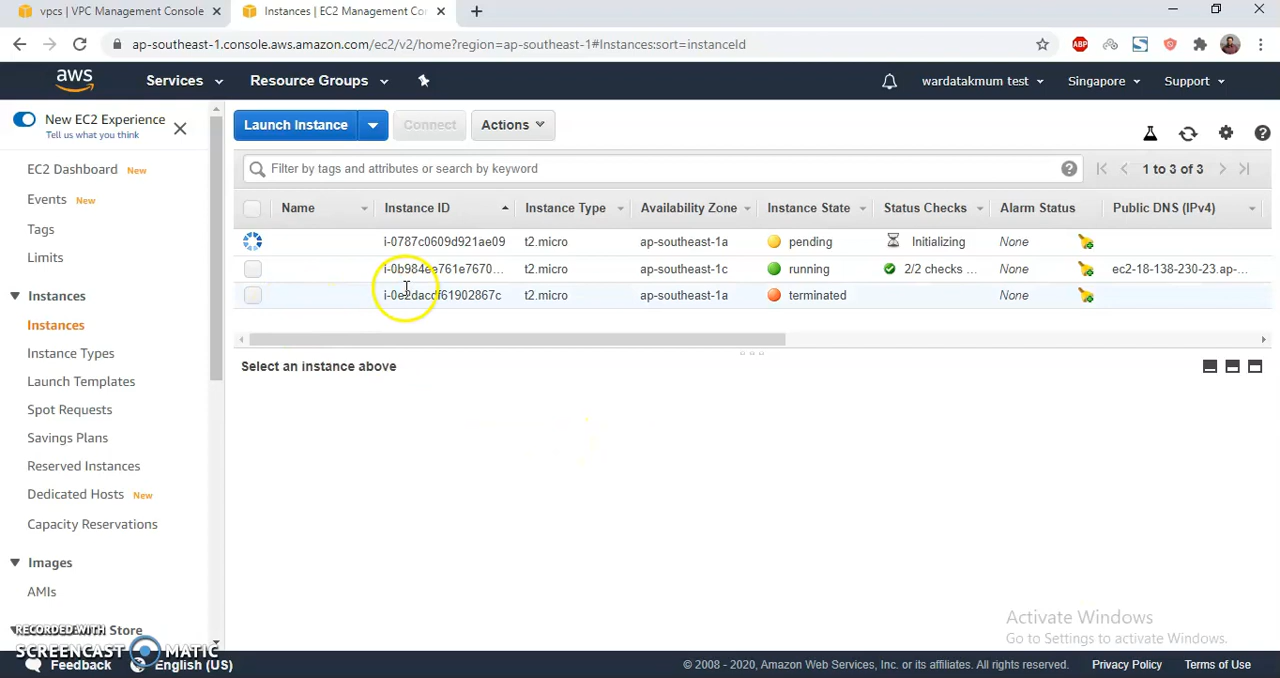 vpcs | VPC Management Console
Instances | EC2 Management Con
ap-southeast-1.console.aws.amazon.com/ec2/v2/home?region=ap-southeast-1#Instances:sort=instanceId
ABP
aws Services Resource Groups wardatakmum test Singapore Support
New EC2 Experience
Tell us what you think
EC2 Dashboard New
Events New
Tags
Limits
Instances
Instances
Instance Types
Launch Templates
Spot Requests
Savings Plans
Reserved Instances
Dedicated Hosts New
Capacity Reservations
Images
AMIs
Store
Launch Instance Connect Actions
Filter by tags and attributes or search by keyword
1 to 3 of 3
Name Instance ID Instance Type Availability Zone Instance State Status Checks Alarm Status Public DNS (IPv4)
i-0787c0609d921ae09 t2.micro ap-southeast-1a pending Initializing None
i-0b984ee761e7670... t2.micro ap-southeast-1c running 2/2 checks ... None ec2-18-138-230-23.ap-...
i-0e2dacdf61902867c t2.micro ap-southeast-1a terminated None
Select an instance above
Activate Windows
Go to Settings to activate Windows.
RECORDED WITH
SCREENCAST MATIC
Feedback English (US) © 2008 - 2020, Amazon Web Services, Inc. or its affiliates. All rights reserved. Privacy Policy Terms of Use